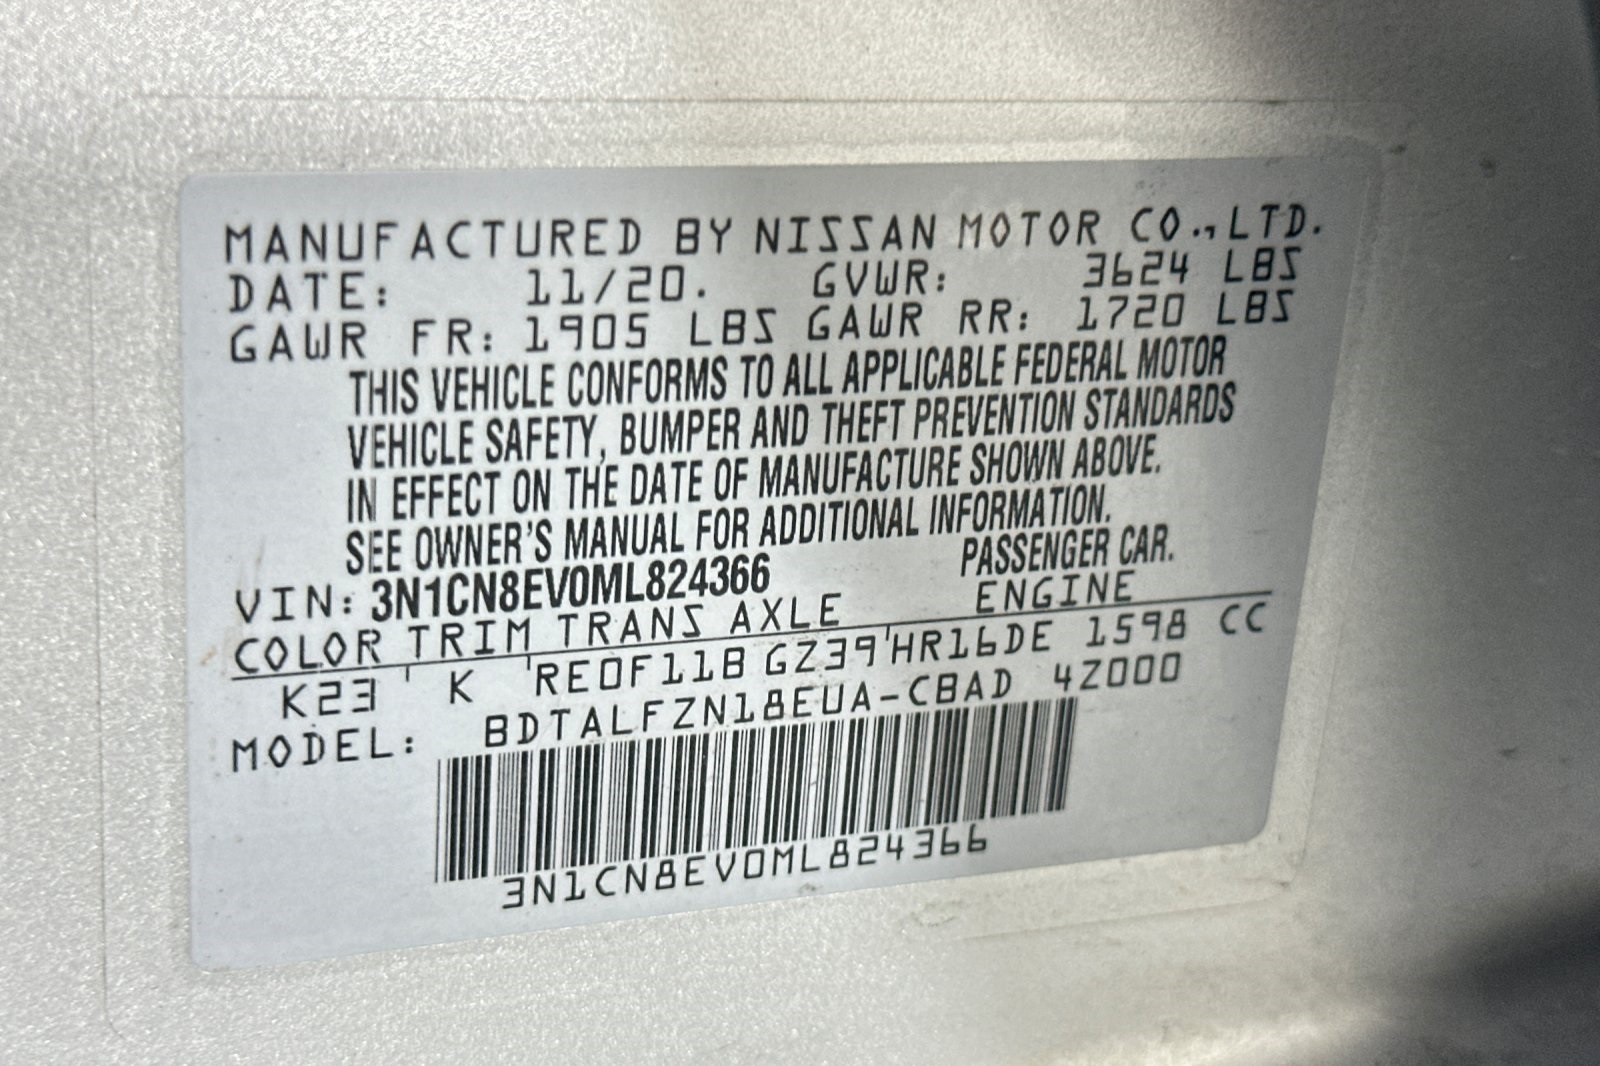 MANUFACTURED BY NISSAN MOTOR CO.,LTD.
DATE: 11/20. GVWR: 3624 LBS
GAWR FR: 1905 LBS GAWR RR: 1720 LBS
THIS VEHICLE CONFORMS TO ALL APPLICABLE FEDERAL MOTOR
VEHICLE SAFETY, BUMPER AND THEFT PREVENTION STANDARDS
IN EFFECT ON THE DATE OF MANUFACTURE SHOWN ABOVE.
SEE OWNER'S MANUAL FOR ADDITIONAL INFORMATION.
VIN: 3N1CN8EV0ML824366 PASSENGER CAR.
COLOR TRIM TRANS AXLE ENGINE
K23 ' K 'RE0F11B GZ39'HR16DE 1598 CC
MODEL: BDTALFZN18EUA-CBAD 4Z000
3N1CN8EV0ML824366